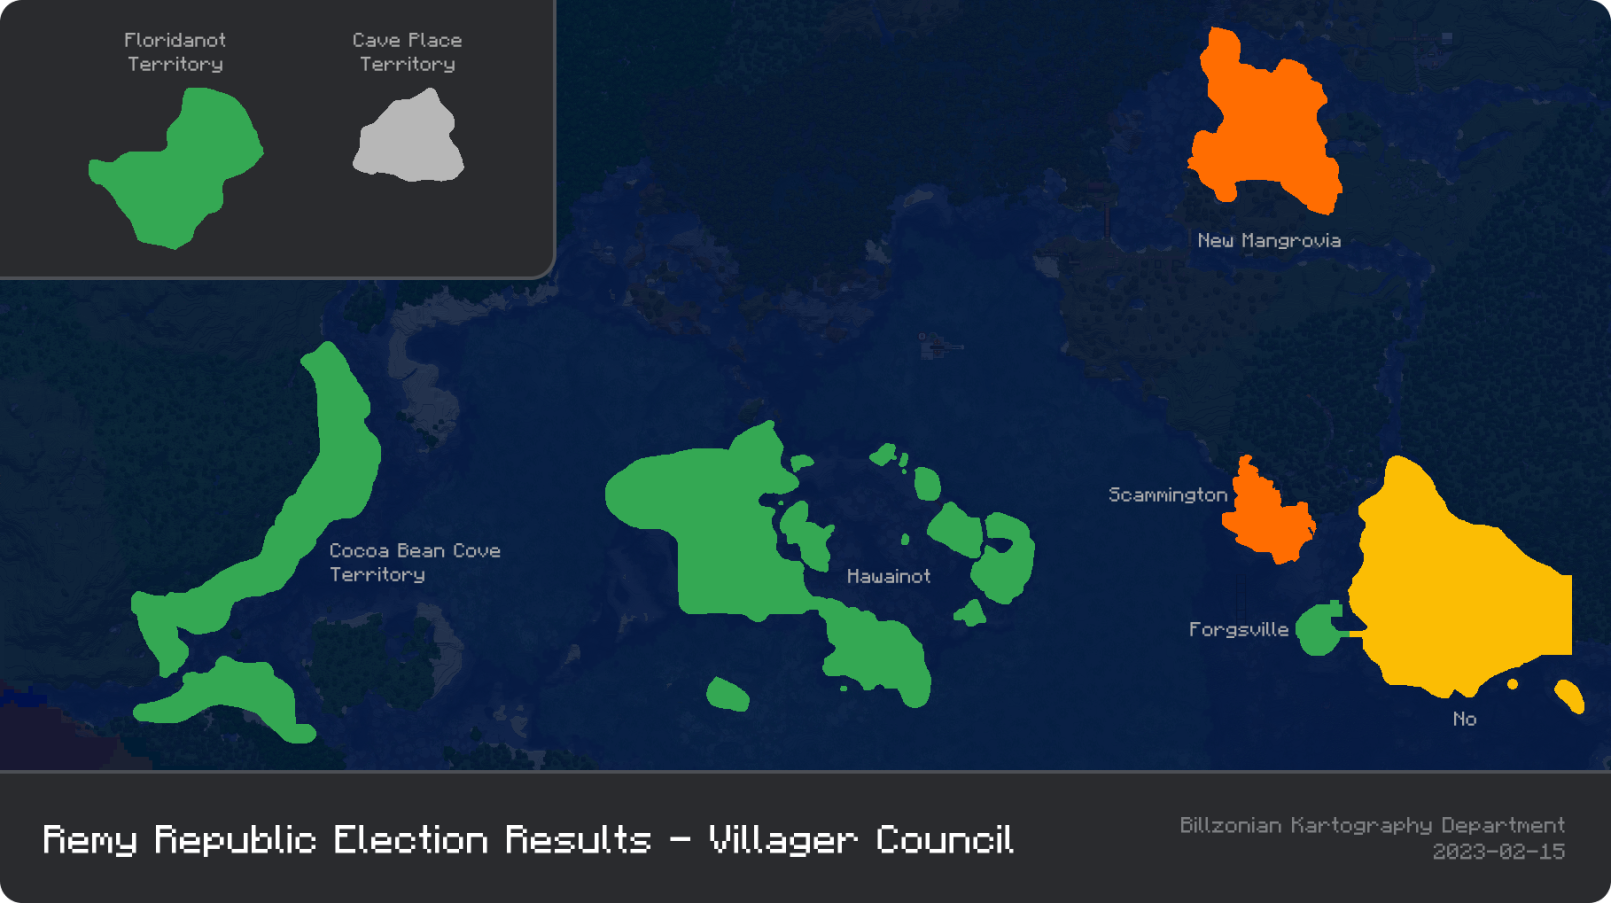 Floridanot
Territory
Cave Place
Territory
New Mangrovia
Scammington
Cocoa Bean Cove
Territory
Hawainot
Forgsville
No
Remy Republic Election Results - Villager Council
Billzonian Kartography Department
2023-02-15